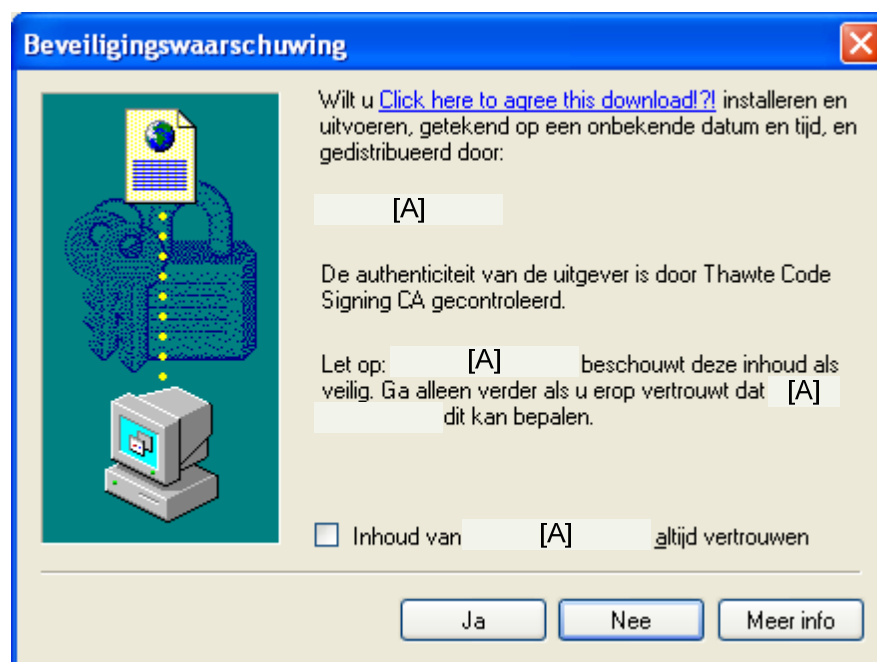 Beveiligingswaarschuwing
Wilt u Click here to agree this download!?! installeren en
uitvoeren, getekend op een onbekende datum en tijd, en
gedistribueerd door:
[A]
De authenticiteit van de uitgever is door Thawte Code
Signing CA gecontroleerd.
Let op: [A] beschouwt deze inhoud als
veilig. Ga alleen verder als u erop vertrouwt dat [A]
dit kan bepalen.
Inhoud van [A] altijd vertrouwen
Ja Nee Meer info